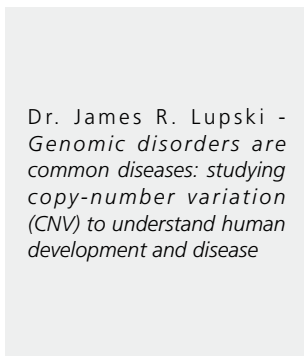 Dr. James R. Lupski -
Genomic disorders are
common diseases: studying
copy-number variation
(CNV) to understand human
development and disease